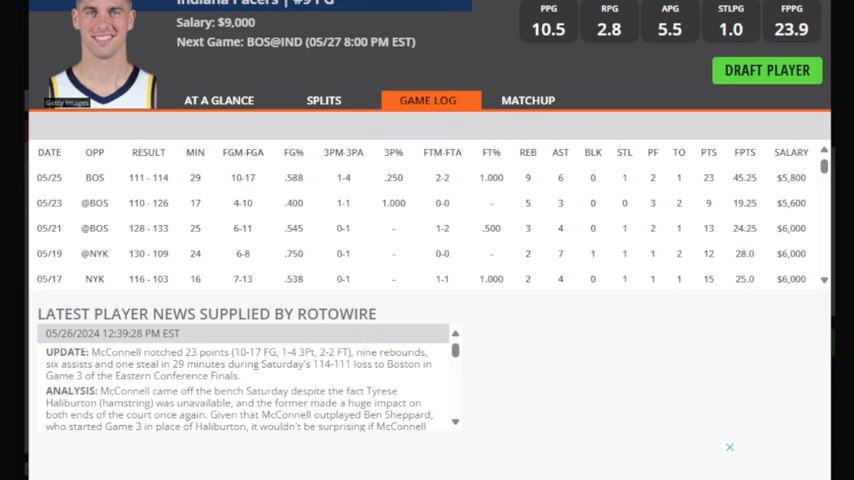 Indiana Pacers | #9 PG
Salary: $9,000
Next Game: BOS@IND (05/27 8:00 PM EST)
PPG RPG APG STLPG FPPG
10.5 2.8 5.5 1.0 23.9
DRAFT PLAYER
Getty Images
AT A GLANCE SPLITS GAME LOG MATCHUP
DATE OPP RESULT MIN FGM-FGA FG% 3PM-3PA 3P% FTM-FTA FT% REB AST BLK STL PF TO PTS FPTS SALARY
05/25 BOS 111 - 114 29 10-17 .588 1-4 .250 2-2 1.000 9 6 0 1 2 1 23 45.25 $5,800
05/23 @BOS 110 - 126 17 4-10 .400 1-1 1.000 0-0 - 5 3 0 0 3 2 9 19.25 $5,600
05/21 @BOS 128 - 133 25 6-11 .545 0-1 - 1-2 .500 3 4 0 1 2 1 13 24.25 $6,000
05/19 @NYK 130 - 109 24 6-8 .750 0-1 - 0-0 - 2 7 1 1 1 2 12 28.0 $6,000
05/17 NYK 116 - 103 16 7-13 .538 0-1 - 1-1 1.000 2 4 0 1 1 1 15 25.0 $6,000
LATEST PLAYER NEWS SUPPLIED BY ROTOWIRE
05/26/2024 12:39:28 PM EST
UPDATE: McConnell notched 23 points (10-17 FG, 1-4 3Pt, 2-2 FT), nine rebounds,
six assists and one steal in 29 minutes during Saturday's 114-111 loss to Boston in
Game 3 of the Eastern Conference Finals.
ANALYSIS: McConnell came off the bench Saturday despite the fact Tyrese
Haliburton (hamstring) was unavailable, and the former made a huge impact on
both ends of the court once again. Given that McConnell outplayed Ben Sheppard,
who started Game 3 in place of Haliburton, it wouldn't be surprising if McConnell